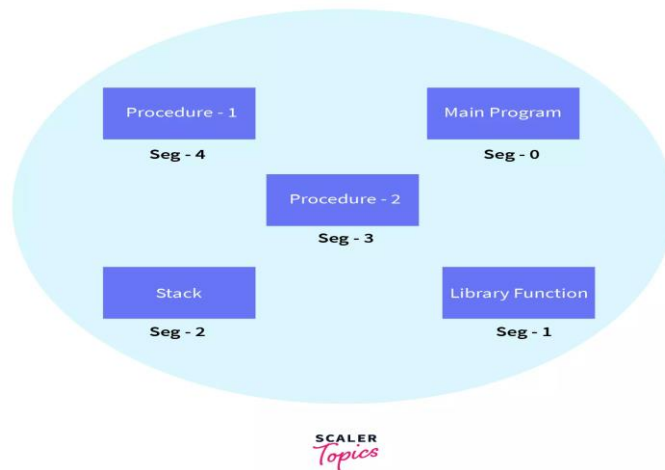 Procedure - 1
Seg - 4
Main Program
Seg - 0
Procedure - 2
Seg - 3
Stack
Seg - 2
Library Function
Seg - 1
SCALER
Topics